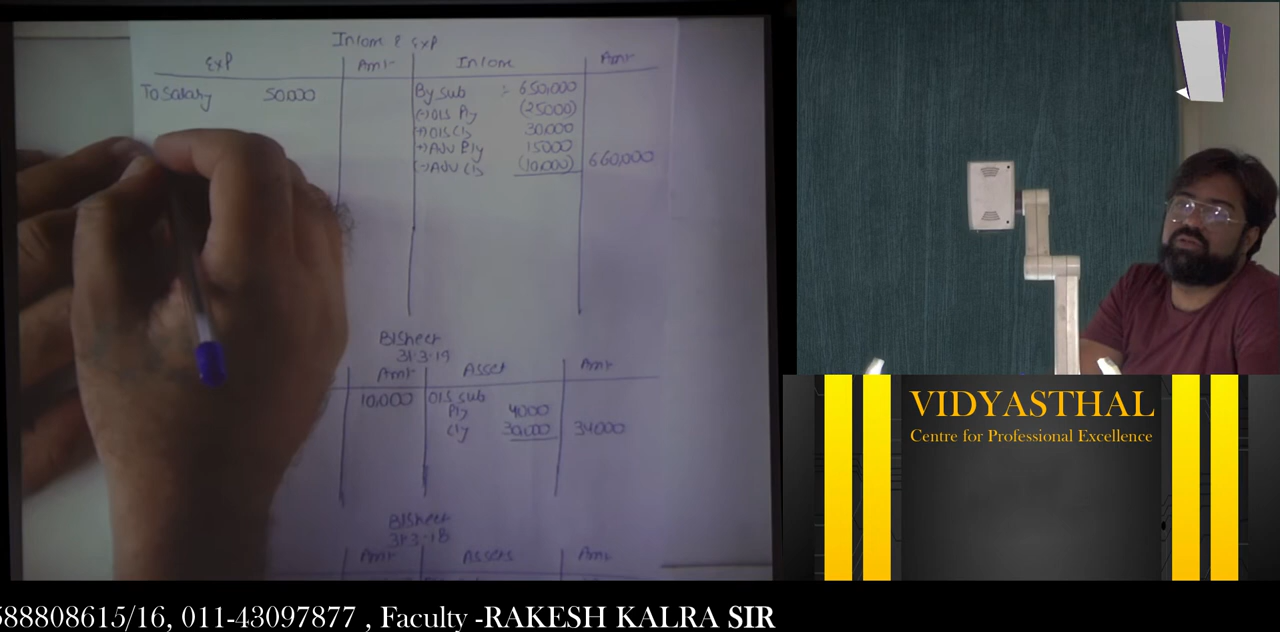 Incom & Exp
Exp Amt Incom Amt
To Salary 50,000 By Sub :- 650,000
(-) O/S P/y (25000)
(+) O/S C/y 30,000
(+) Adv P/y 15000
(-) Adv C/y (10,000) 660,000
B/Sheet
31-3-19
Amt Asset Amt
10,000 O/S Sub
P/y 4000
C/y 30,000 34000
B/Sheet
31-3-18
Amt Assets Amt
VIDYASTHAL
Centre for Professional Excellence
588808615/16, 011-43097877 , Faculty -RAKESH KALRA SIR